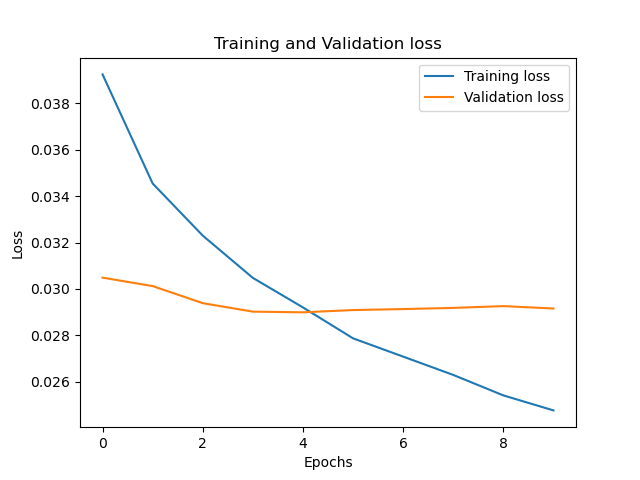 Training and Validation loss
Training loss
Validation loss
0.038
0.036
0.034
0.032
0.030
0.028
0.026
Loss
0
2
4
6
8
Epochs